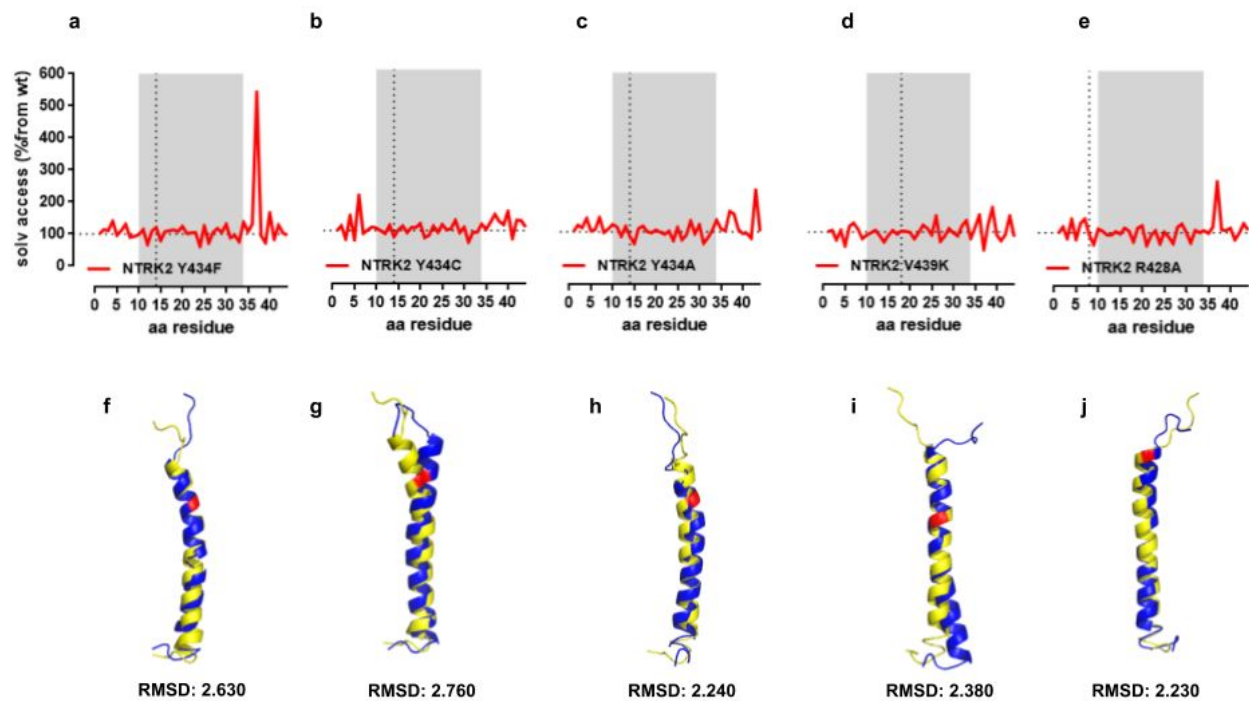 a b c d e
600
500
400
300
200
100
0
solv access (%from wt)
NTRK2 Y434F NTRK2 Y434C NTRK2 Y434A NTRK2 V439K NTRK2 R428A
0 5 10 15 20 25 30 35 40 0 5 10 15 20 25 30 35 40 0 5 10 15 20 25 30 35 40 0 5 10 15 20 25 30 35 40 0 5 10 15 20 25 30 35 40
aa residue aa residue aa residue aa residue aa residue
f g h i j
RMSD: 2.630 RMSD: 2.760 RMSD: 2.240 RMSD: 2.380 RMSD: 2.230